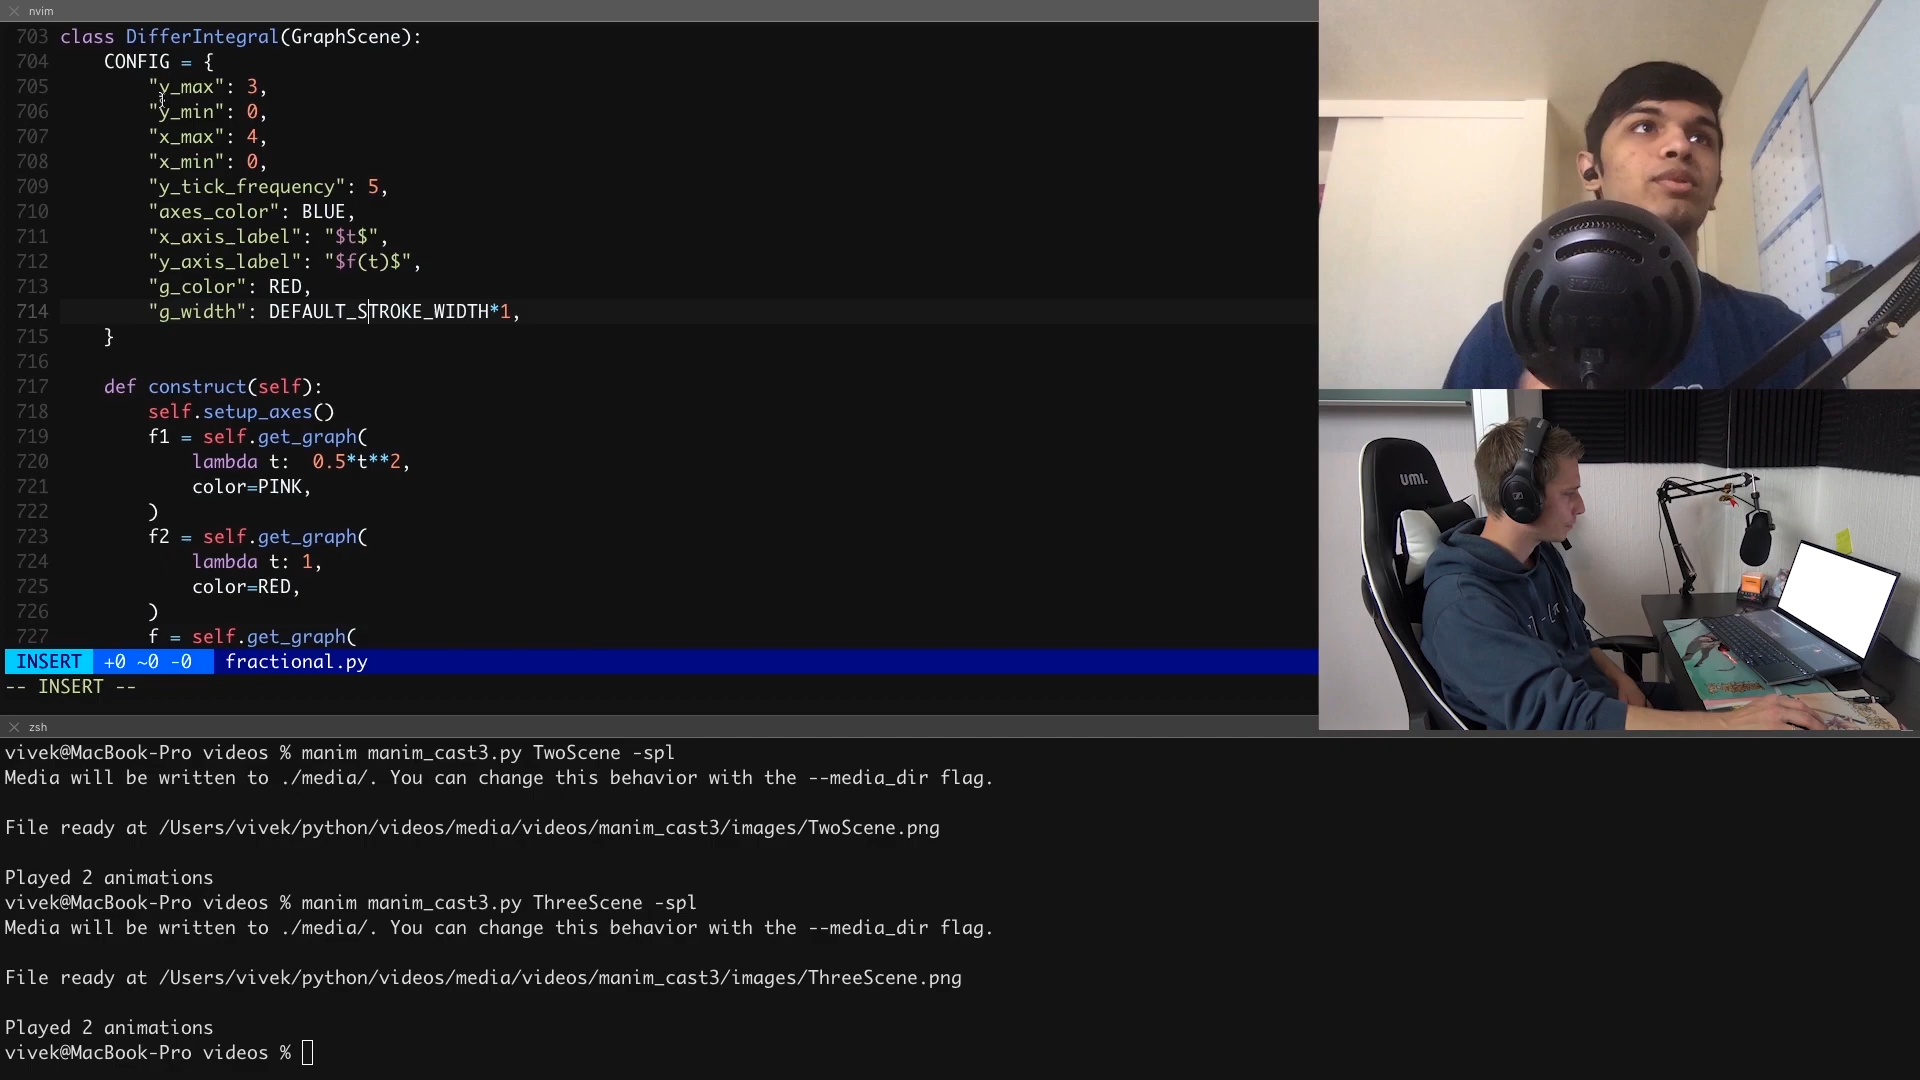 nvim
703 class DifferIntegral(GraphScene):
704 CONFIG = {
705 "y_max": 3,
706 "y_min": 0,
707 "x_max": 4,
708 "x_min": 0,
709 "y_tick_frequency": 5,
710 "axes_color": BLUE,
711 "x_axis_label": "$t$",
712 "y_axis_label": "$f(t)$",
713 "g_color": RED,
714 "g_width": DEFAULT_STROKE_WIDTH*1,
715 }
716
717 def construct(self):
718 self.setup_axes()
719 f1 = self.get_graph(
720 lambda t:  0.5*t**2,
721 color=PINK,
722 )
723 f2 = self.get_graph(
724 lambda t: 1,
725 color=RED,
726 )
727 f = self.get_graph(
INSERT +0 ~0 -0 fractional.py
-- INSERT --
umi.
zsh
vivek@MacBook-Pro videos % manim manim_cast3.py TwoScene -spl
Media will be written to ./media/. You can change this behavior with the --media_dir flag.
File ready at /Users/vivek/python/videos/media/videos/manim_cast3/images/TwoScene.png
Played 2 animations
vivek@MacBook-Pro videos % manim manim_cast3.py ThreeScene -spl
Media will be written to ./media/. You can change this behavior with the --media_dir flag.
File ready at /Users/vivek/python/videos/media/videos/manim_cast3/images/ThreeScene.png
Played 2 animations
vivek@MacBook-Pro videos %